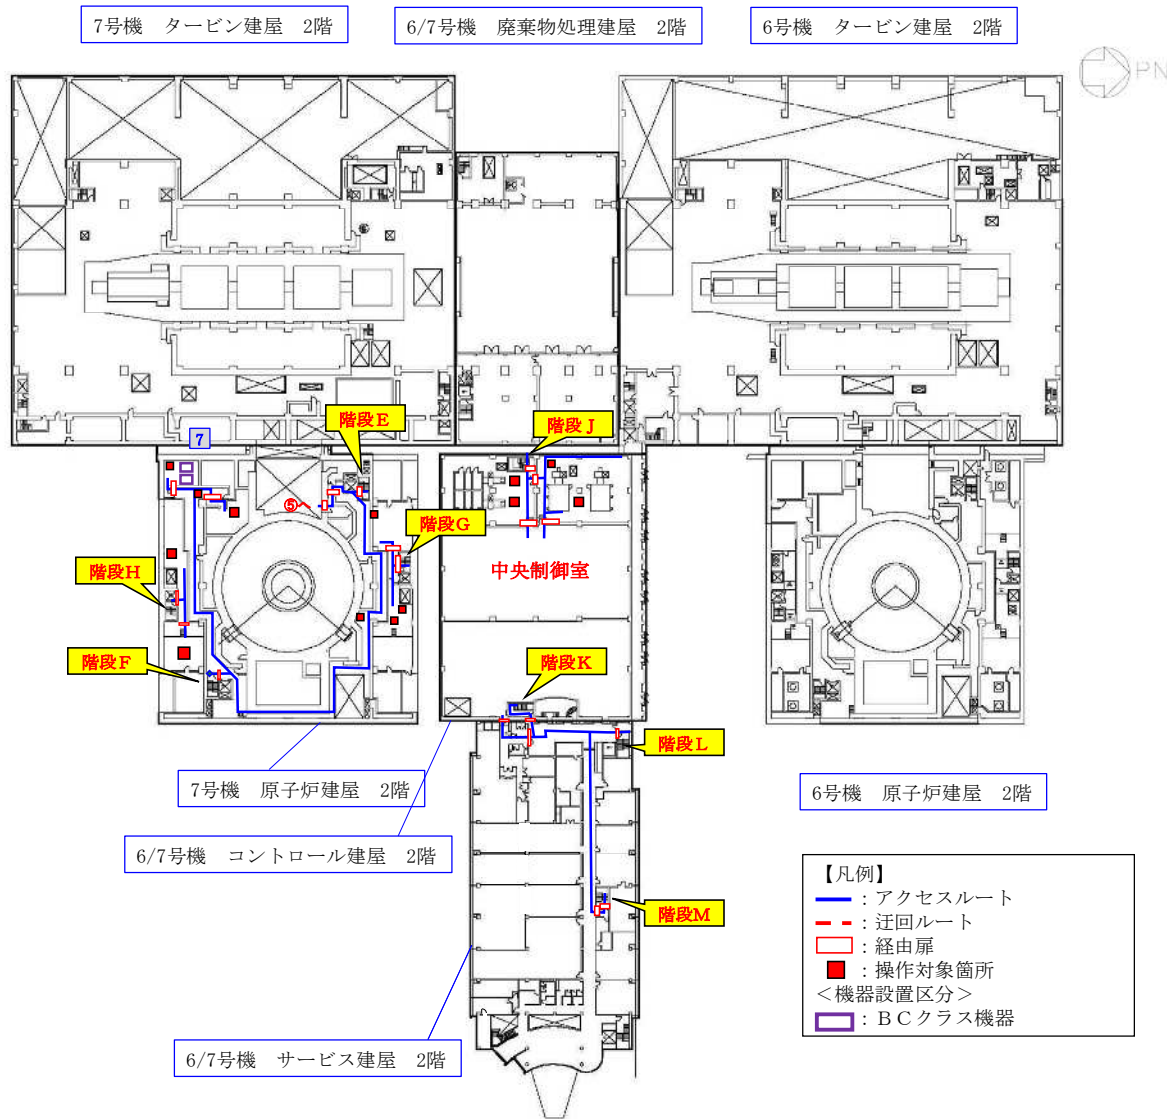 7号機　タービン建屋　2階
6/7号機　廃棄物処理建屋　2階
6号機　タービン建屋　2階
PN
階段E
階段J
7
⑤
階段G
階段H
中央制御室
階段F
階段K
階段L
7号機　原子炉建屋　2階
6号機　原子炉建屋　2階
6/7号機　コントロール建屋　2階
階段M
6/7号機　サービス建屋　2階
【凡例】
：アクセスルート
：迂回ルート
：経由扉
：操作対象箇所
＜機器設置区分＞
：ＢＣクラス機器